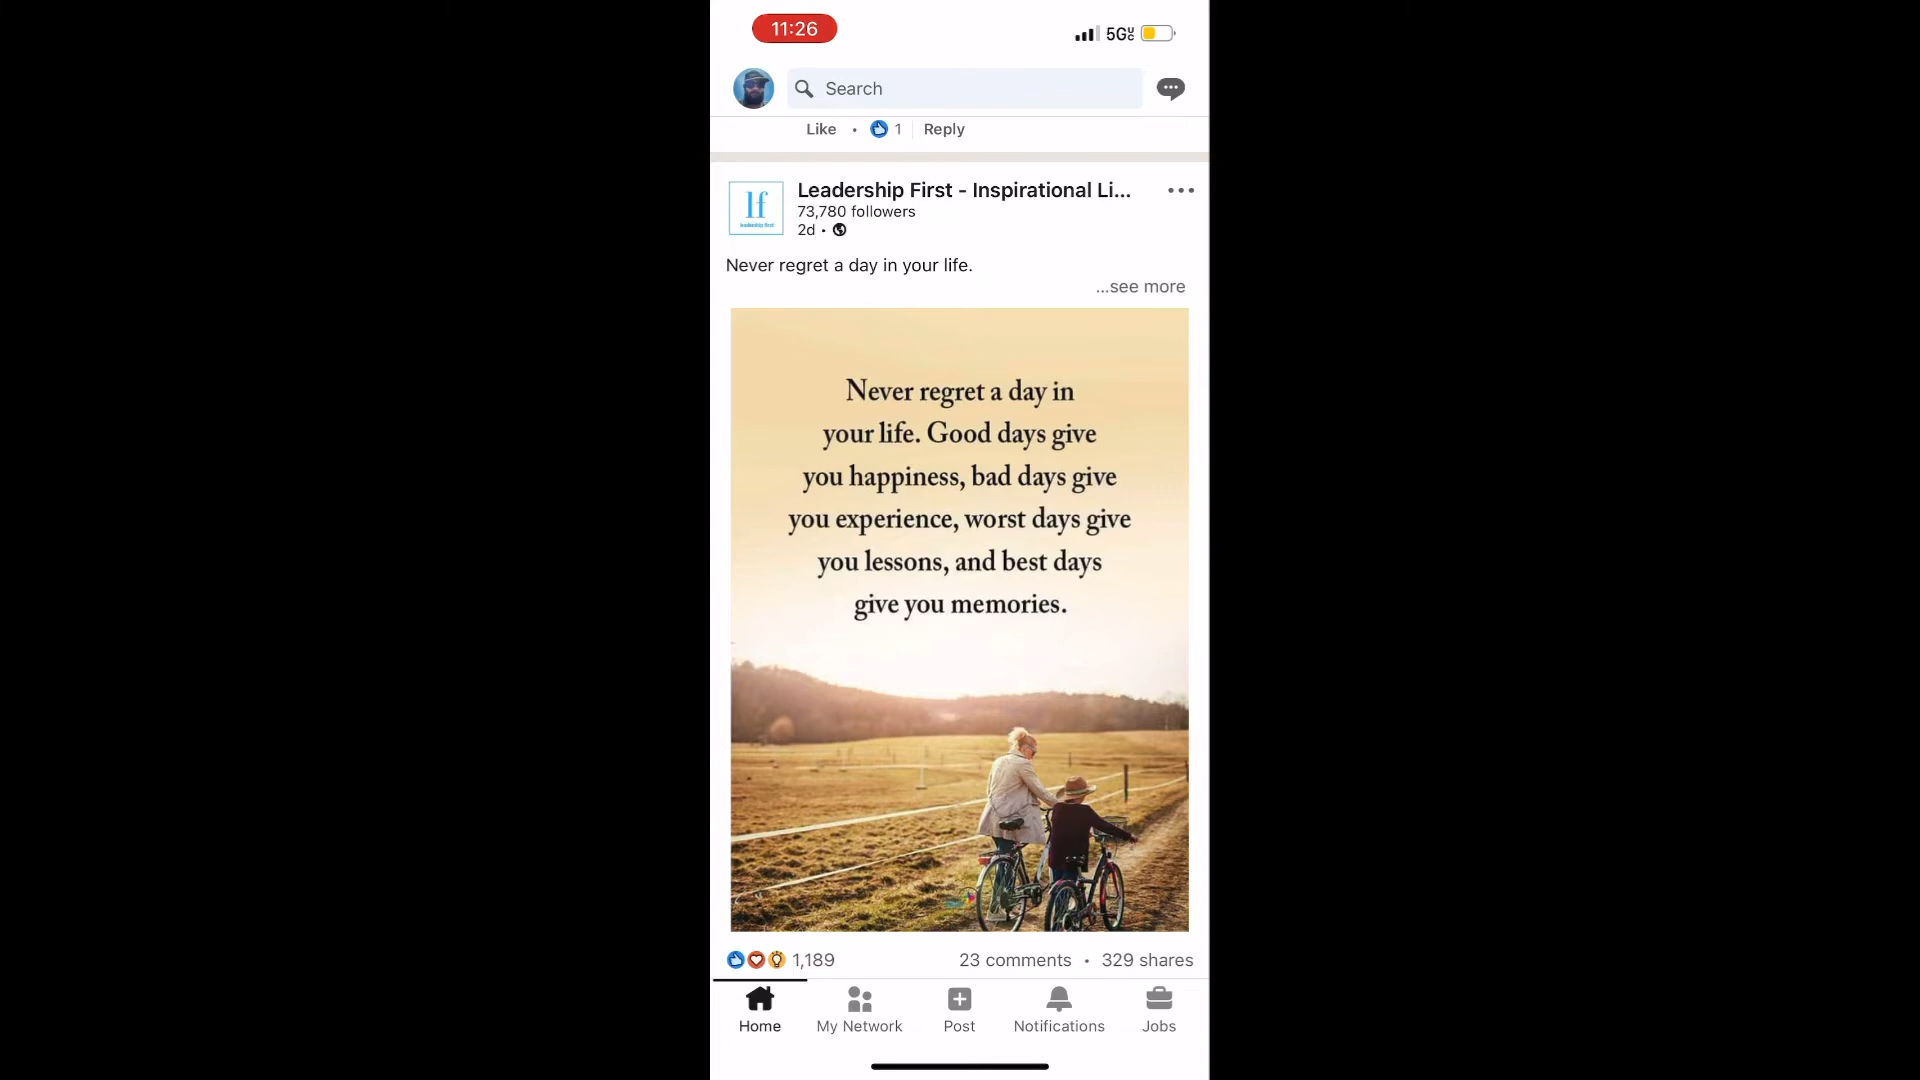 11:26
5G
Search
Like • 1 Reply
lf
leadership first
Leadership First - Inspirational Li...
73,780 followers
2d •
Never regret a day in your life.
...see more
Never regret a day in
your life. Good days give
you happiness, bad days give
you experience, worst days give
you lessons, and best days
give you memories.
1,189
23 comments • 329 shares
Home
My Network
Post
Notifications
Jobs